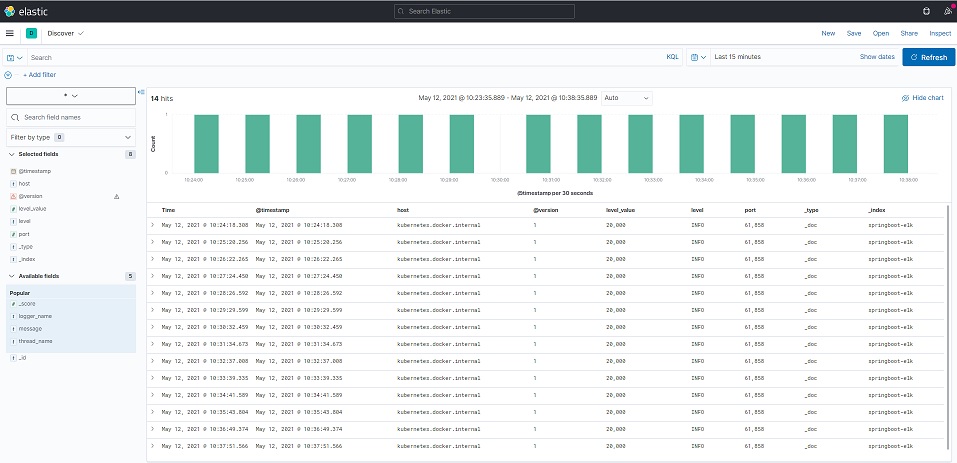 elastic Search Elastic
D Discover New Save Open Share Inspect
Search KQL Last 15 minutes Show dates Refresh
+ Add filter
* 14 hits May 12, 2021 @ 10:23:35.889 - May 12, 2021 @ 10:38:35.889 Auto Hide chart
Search field names
Filter by type 0
Selected fields 8
@timestamp
host
@version
level_value
level
port
_type
_index
Available fields 5
Popular
_score
logger_name
message
thread_name
_id
Count
1
0
10:24:00 10:25:00 10:26:00 10:27:00 10:28:00 10:29:00 10:30:00 10:31:00 10:32:00 10:33:00 10:34:00 10:35:00 10:36:00 10:37:00 10:38:00
@timestamp per 30 seconds
Time @timestamp host @version level_value level port _type _index
May 12, 2021 @ 10:24:18.308 May 12, 2021 @ 10:24:18.308 kubernetes.docker.internal 1 20,000 INFO 61,858 _doc springboot-elk
May 12, 2021 @ 10:25:20.256 May 12, 2021 @ 10:25:20.256 kubernetes.docker.internal 1 20,000 INFO 61,858 _doc springboot-elk
May 12, 2021 @ 10:26:22.265 May 12, 2021 @ 10:26:22.265 kubernetes.docker.internal 1 20,000 INFO 61,858 _doc springboot-elk
May 12, 2021 @ 10:27:24.450 May 12, 2021 @ 10:27:24.450 kubernetes.docker.internal 1 20,000 INFO 61,858 _doc springboot-elk
May 12, 2021 @ 10:28:26.592 May 12, 2021 @ 10:28:26.592 kubernetes.docker.internal 1 20,000 INFO 61,858 _doc springboot-elk
May 12, 2021 @ 10:29:29.599 May 12, 2021 @ 10:29:29.599 kubernetes.docker.internal 1 20,000 INFO 61,858 _doc springboot-elk
May 12, 2021 @ 10:30:32.459 May 12, 2021 @ 10:30:32.459 kubernetes.docker.internal 1 20,000 INFO 61,858 _doc springboot-elk
May 12, 2021 @ 10:31:34.673 May 12, 2021 @ 10:31:34.673 kubernetes.docker.internal 1 20,000 INFO 61,858 _doc springboot-elk
May 12, 2021 @ 10:32:37.008 May 12, 2021 @ 10:32:37.008 kubernetes.docker.internal 1 20,000 INFO 61,858 _doc springboot-elk
May 12, 2021 @ 10:33:39.335 May 12, 2021 @ 10:33:39.335 kubernetes.docker.internal 1 20,000 INFO 61,858 _doc springboot-elk
May 12, 2021 @ 10:34:41.589 May 12, 2021 @ 10:34:41.589 kubernetes.docker.internal 1 20,000 INFO 61,858 _doc springboot-elk
May 12, 2021 @ 10:35:43.804 May 12, 2021 @ 10:35:43.804 kubernetes.docker.internal 1 20,000 INFO 61,858 _doc springboot-elk
May 12, 2021 @ 10:36:49.374 May 12, 2021 @ 10:36:49.374 kubernetes.docker.internal 1 20,000 INFO 61,858 _doc springboot-elk
May 12, 2021 @ 10:37:51.566 May 12, 2021 @ 10:37:51.566 kubernetes.docker.internal 1 20,000 INFO 61,858 _doc springboot-elk